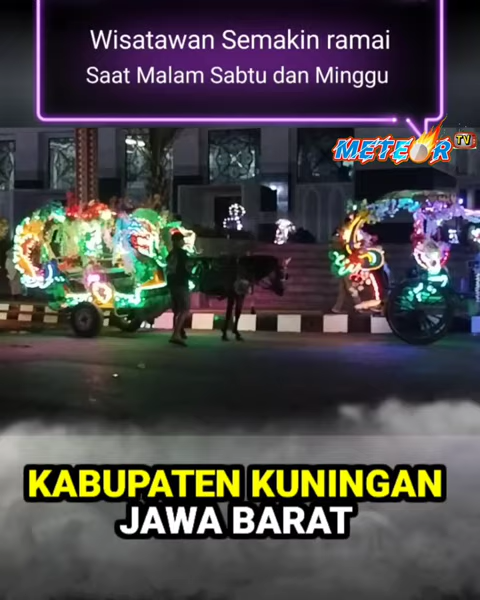 Wisatawan Semakin ramai
Saat Malam Sabtu dan Minggu
METEOR TV
KABUPATEN KUNINGAN
JAWA BARAT